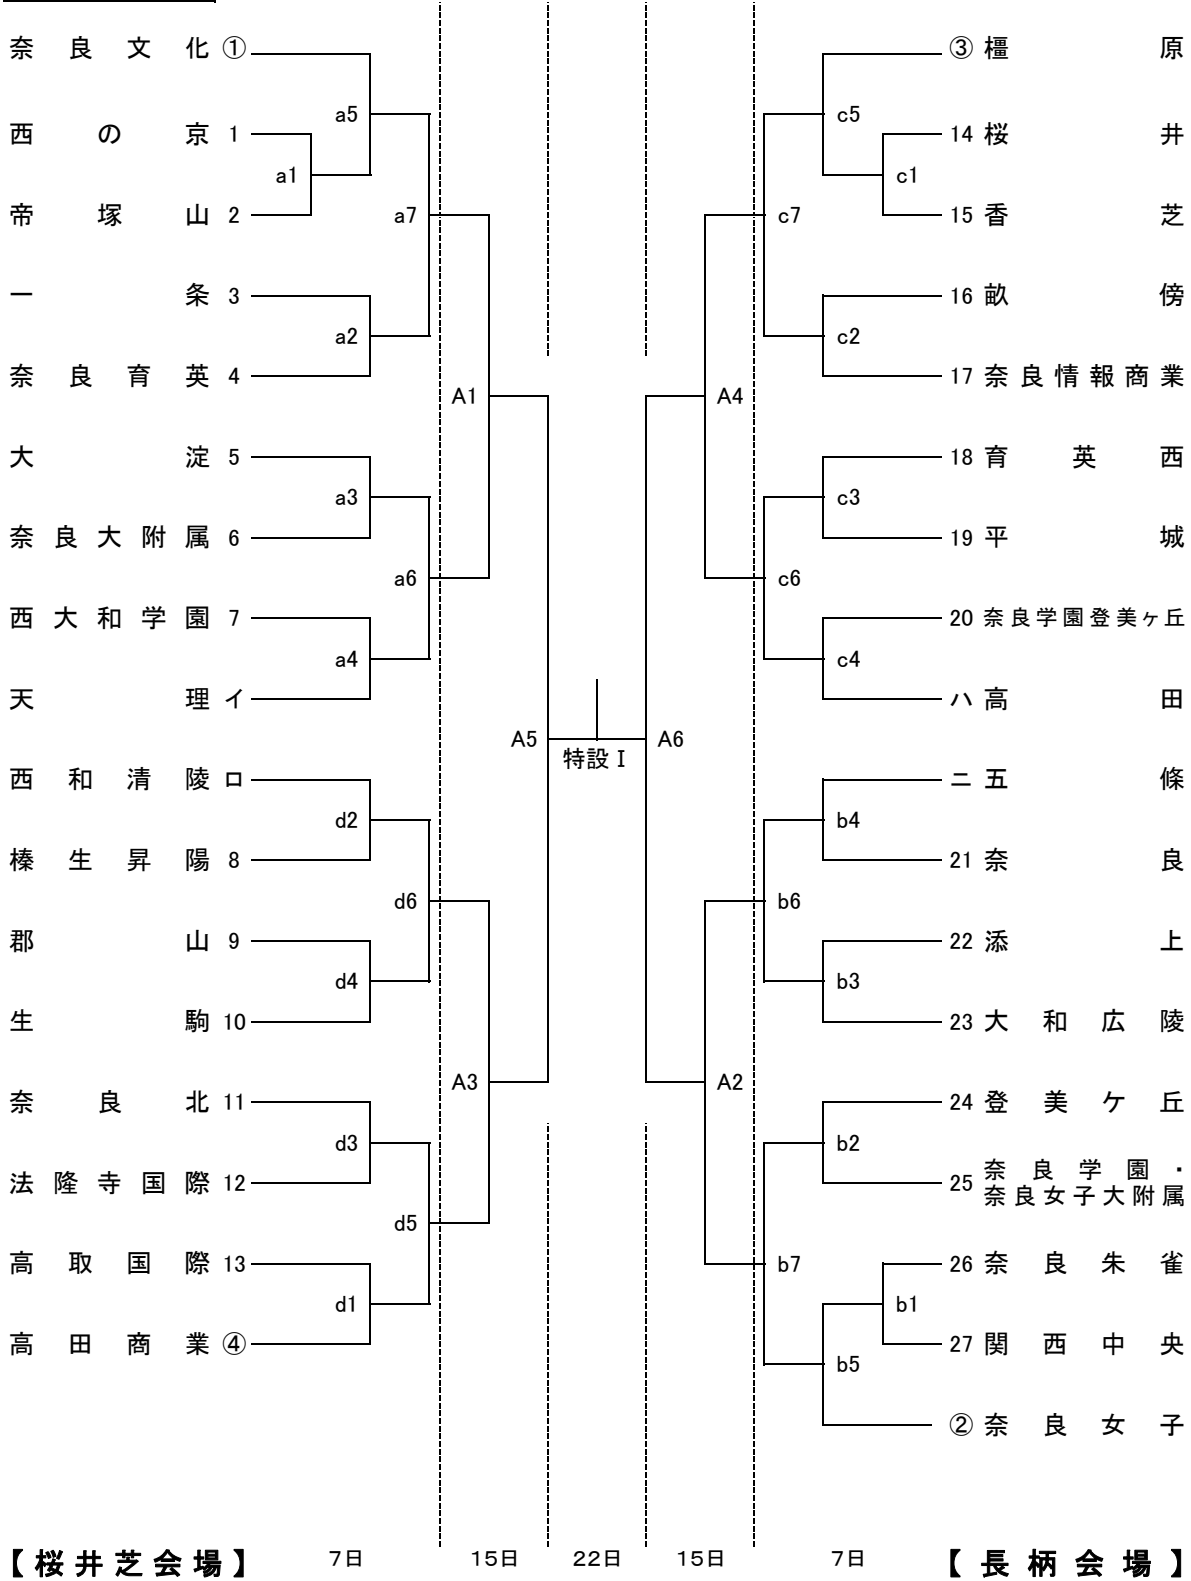 奈良文化 ①
a5
西の京 1
a1
帝塚山 2
a7
一条 3
a2
奈良育英 4
A1
大淀 5
a3
奈良大附属 6
a6
西大和学園 7
a4
天理 イ
A5
西和清陵 ロ
d2
榛生昇陽 8
d6
郡山 9
d4
生駒 10
A3
奈良北 11
d3
法隆寺国際 12
d5
高取国際 13
d1
高田商業 ④
特設Ⅰ
③ 橿原
c5
14 桜井
c1
15 香芝
c7
16 畝傍
c2
17 奈良情報商業
A4
18 育英西
c3
19 平城
c6
20 奈良学園登美ヶ丘
c4
ハ 高田
A6
ニ 五條
b4
21 奈良
b6
22 添上
b3
23 大和広陵
A2
24 登美ケ丘
b2
25 奈良学園・
奈良女子大附属
b7
26 奈良朱雀
b1
27 関西中央
b5
② 奈良女子
【桜井芝会場】 7日 15日 22日 15日 7日 【長柄会場】